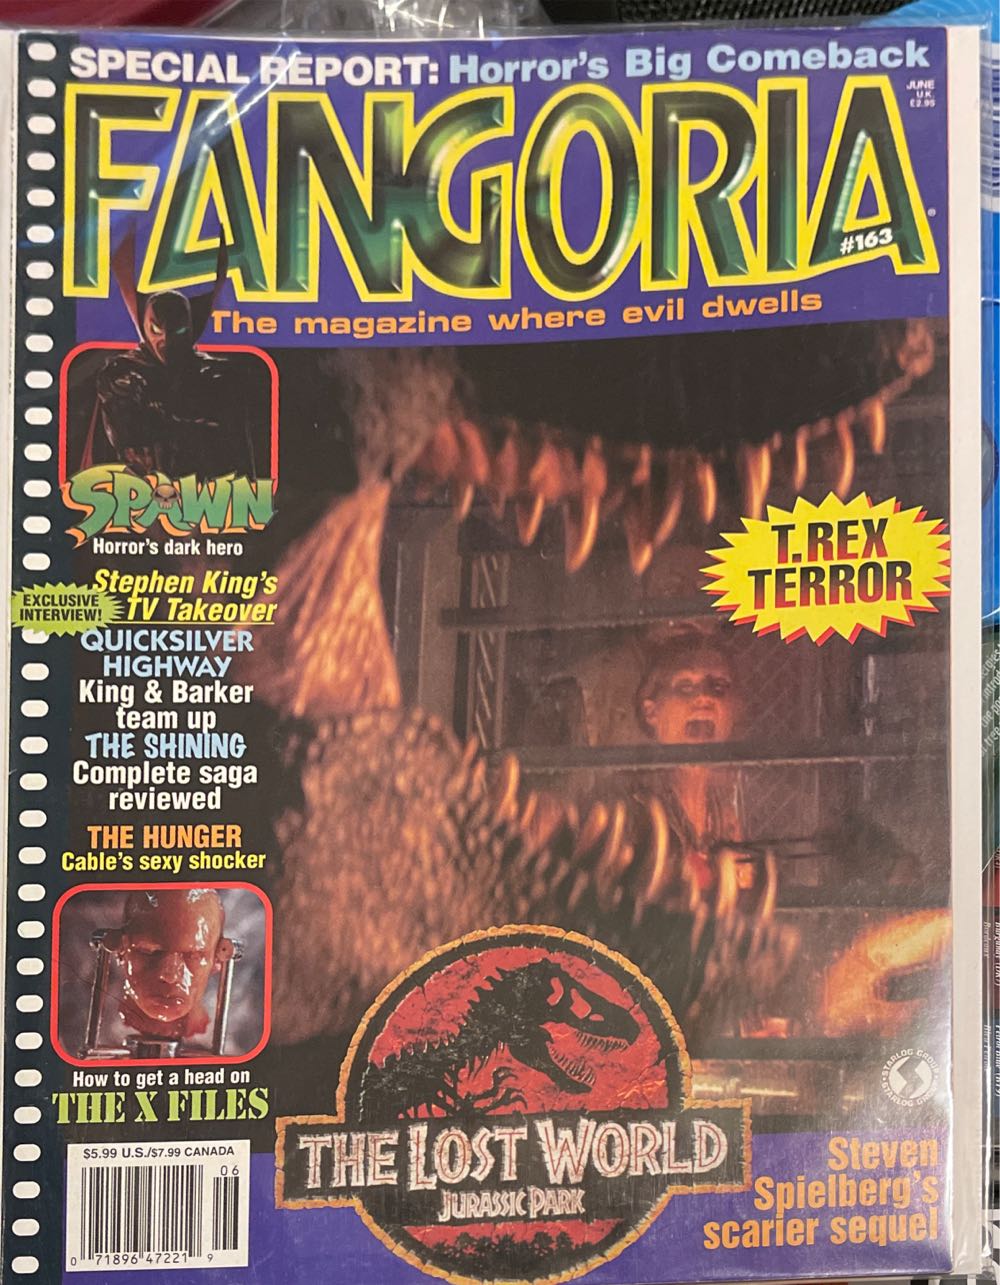 SPECIAL REPORT: Horror's Big Comeback
FANGORIA
JUNE
U.K.
£2.95
#163
The magazine where evil dwells
SPAWN
Horror's dark hero
EXCLUSIVE
INTERVIEW!
Stephen King's
TV Takeover
QUICKSILVER
HIGHWAY
King & Barker
team up
THE SHINING
Complete saga
reviewed
THE HUNGER
Cable's sexy shocker
How to get a head on
THE X FILES
$5.99 U.S./$7.99 CANADA
06
0 71896 47221 9
T.REX
TERROR
THE LOST WORLD
JURASSIC PARK
STARLOG GROUP
STARLOG GROUP
Steven
Spielberg's
scarier sequel